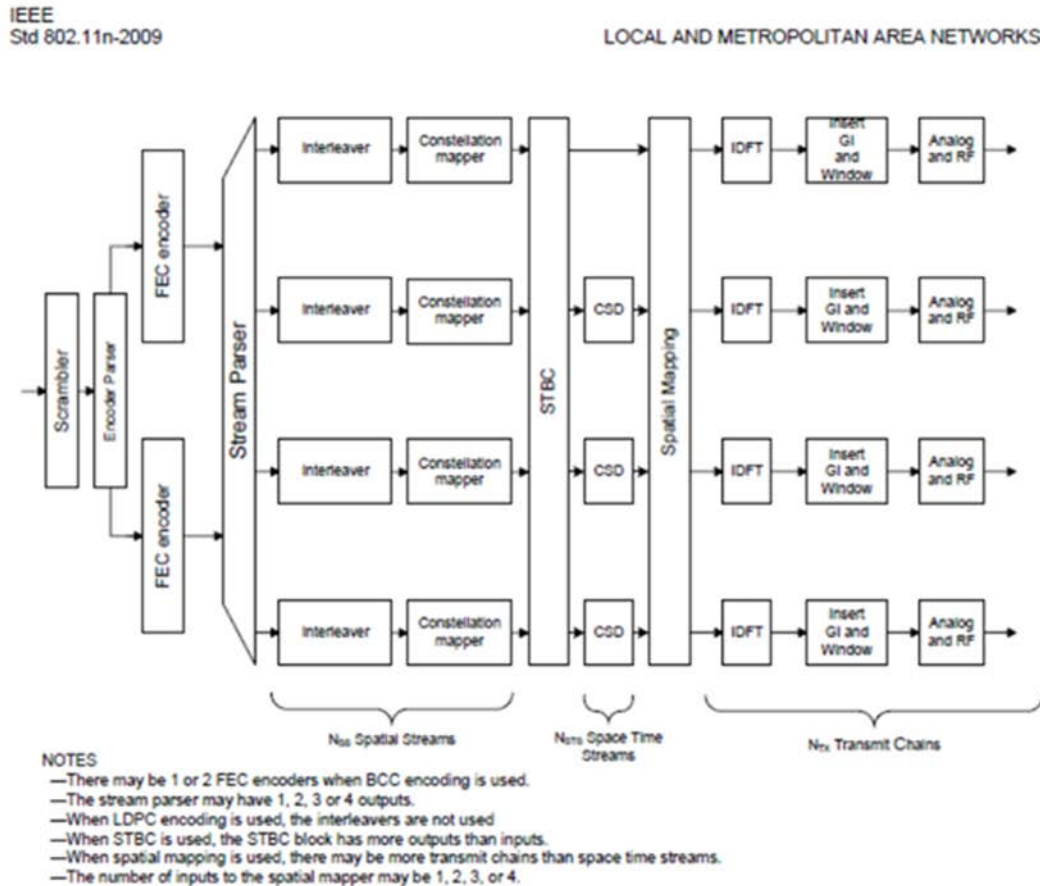 IEEE
Std 802.11n-2009
LOCAL AND METROPOLITAN AREA NETWORKS
Scrambler
Encoder Parser
FEC encoder
FEC encoder
Stream Parser
Interleaver
Constellation
mapper
Interleaver
Constellation
mapper
Interleaver
Constellation
mapper
Interleaver
Constellation
mapper
STBC
CSD
CSD
CSD
Spatial Mapping
IDFT
Insert
GI
and
Window
Analog
and RF
IDFT
Insert
GI and
Window
Analog
and RF
IDFT
Insert
GI and
Window
Analog
and RF
IDFT
Insert
GI and
Window
Analog
and RF
NSS Spatial Streams
NSTS Space Time
Streams
NTX Transmit Chains
NOTES
—There may be 1 or 2 FEC encoders when BCC encoding is used.
—The stream parser may have 1, 2, 3 or 4 outputs.
—When LDPC encoding is used, the interleavers are not used
—When STBC is used, the STBC block has more outputs than inputs.
—When spatial mapping is used, there may be more transmit chains than space time streams.
—The number of inputs to the spatial mapper may be 1, 2, 3, or 4.